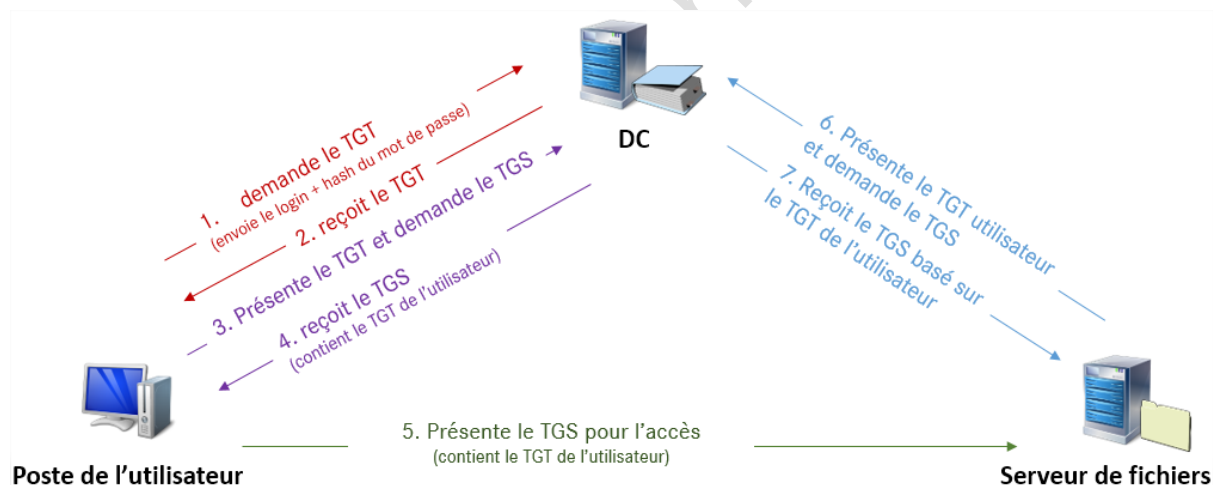 DC
1. demande le TGT
(envoie le login + hash du mot de passe)
2. reçoit le TGT
3. Présente le TGT et demande le TGS
4. reçoit le TGS
(contient le TGT de l'utilisateur)
6. Présente le TGT utilisateur
et demande le TGS
7. Reçoit le TGS basé sur
le TGT de l'utilisateur
5. Présente le TGS pour l'accès
(contient le TGT de l'utilisateur)
Poste de l'utilisateur
Serveur de fichiers